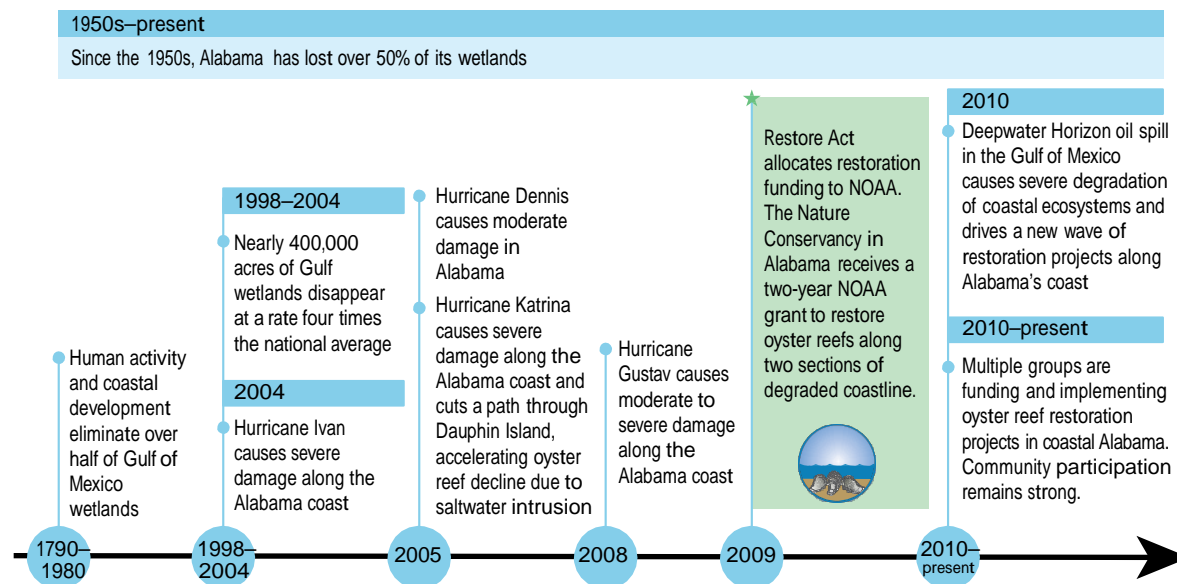 1950s–present
Since the 1950s, Alabama has lost over 50% of its wetlands
Human activity
and coastal
development
eliminate over
half of Gulf of
Mexico
wetlands
1790–
1980
1998–2004
Nearly 400,000
acres of Gulf
wetlands disappear
at a rate four times
the national average
2004
Hurricane Ivan
causes severe
damage along the
Alabama coast
1998–
2004
Hurricane Dennis
causes moderate
damage in
Alabama
Hurricane Katrina
causes severe
damage along the
Alabama coast and
cuts a path through
Dauphin Island,
accelerating oyster
reef decline due to
saltwater intrusion
2005
Hurricane
Gustav causes
moderate to
severe damage
along the
Alabama coast
2008
Restore Act
allocates restoration
funding to NOAA.
The Nature
Conservancy in
Alabama receives a
two-year NOAA
grant to restore
oyster reefs along
two sections of
degraded coastline.
2009
2010
Deepwater Horizon oil spill
in the Gulf of Mexico
causes severe degradation
of coastal ecosystems and
drives a new wave of
restoration projects along
Alabama's coast
2010–present
Multiple groups are
funding and implementing
oyster reef restoration
projects in coastal Alabama.
Community participation
remains strong.
2010–
present